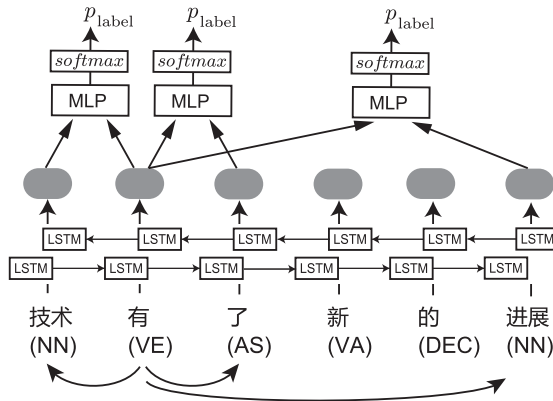 p_label p_label p_label
softmax softmax softmax
MLP MLP MLP
LSTM LSTM LSTM LSTM LSTM LSTM
LSTM LSTM LSTM LSTM LSTM LSTM
技术 有 了 新 的 进展
(NN) (VE) (AS) (VA) (DEC) (NN)